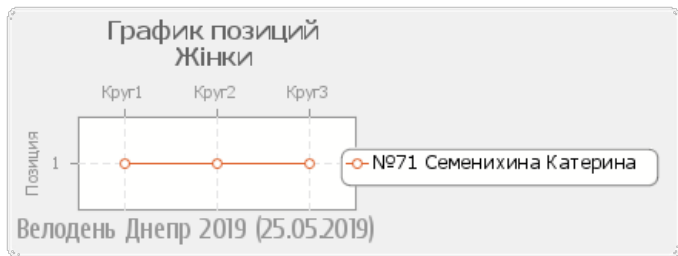 График позиций
Жінки
Круг1 Круг2 Круг3
Позиция
1
№71 Семенихина Катерина
Велодень Днепр 2019 (25.05.2019)